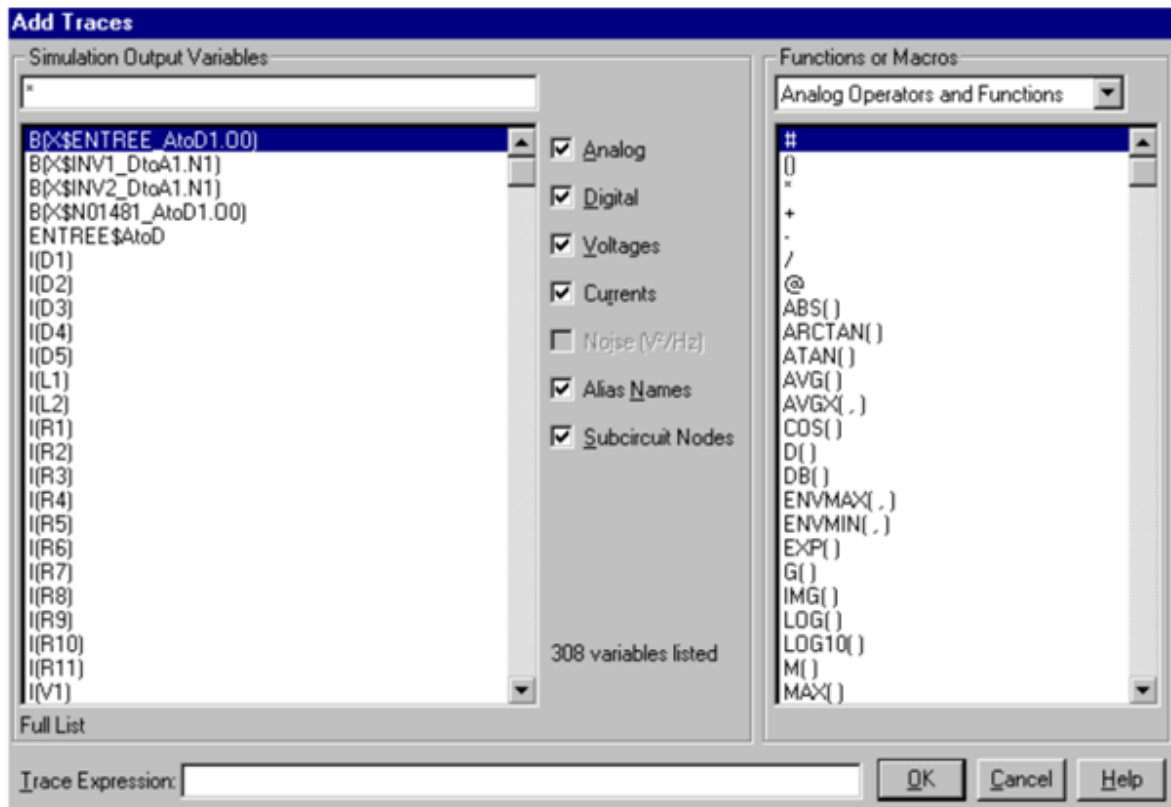 Add Traces
Simulation Output Variables
*
B(X$ENTREE_AtoD1.O0)
B(X$INV1_DtoA1.N1)
B(X$INV2_DtoA1.N1)
B(X$N01481_AtoD1.O0)
ENTREE$AtoD
I(D1)
I(D2)
I(D3)
I(D4)
I(D5)
I(L1)
I(L2)
I(R1)
I(R2)
I(R3)
I(R4)
I(R5)
I(R6)
I(R7)
I(R8)
I(R9)
I(R10)
I(R11)
I(V1)
Full List
Analog
Digital
Voltages
Currents
Noise (V²/Hz)
Alias Names
Subcircuit Nodes
308 variables listed
Functions or Macros
Analog Operators and Functions
#
()
*
+
-
/
@
ABS( )
ARCTAN( )
ATAN( )
AVG( )
AVGX( , )
COS( )
D( )
DB( )
ENVMAX( , )
ENVMIN( , )
EXP( )
G( )
IMG( )
LOG( )
LOG10( )
M( )
MAX( )
Trace Expression:
OK
Cancel
Help